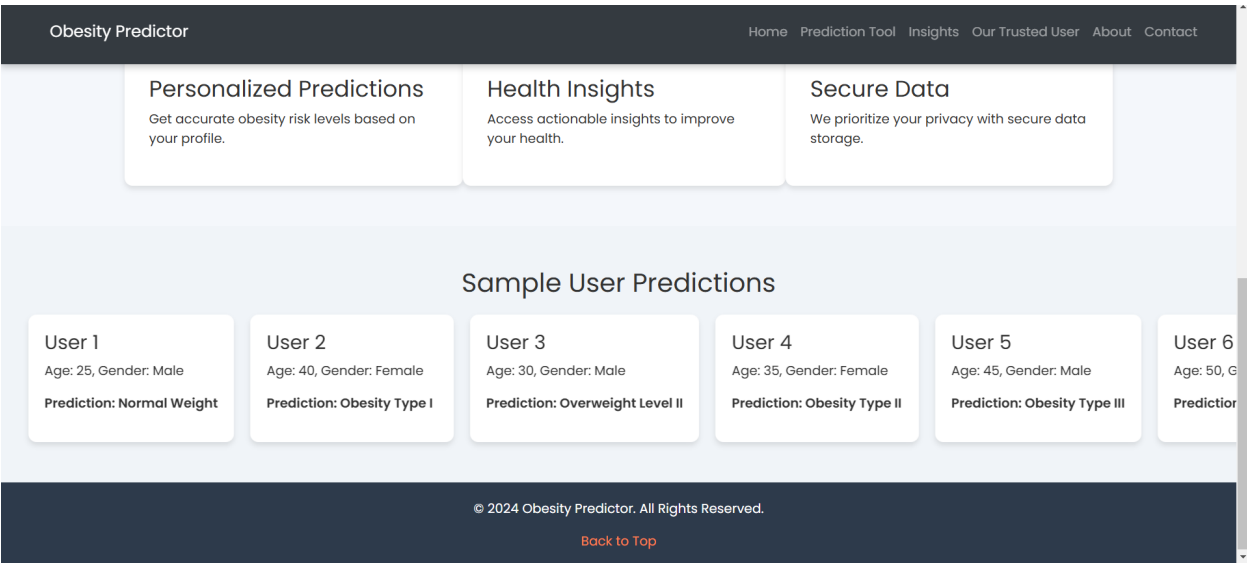 Obesity Predictor
Home Prediction Tool Insights Our Trusted User About Contact
Personalized Predictions
Get accurate obesity risk levels based on
your profile.
Health Insights
Access actionable insights to improve
your health.
Secure Data
We prioritize your privacy with secure data
storage.
Sample User Predictions
User 1
Age: 25, Gender: Male
Prediction: Normal Weight
User 2
Age: 40, Gender: Female
Prediction: Obesity Type I
User 3
Age: 30, Gender: Male
Prediction: Overweight Level II
User 4
Age: 35, Gender: Female
Prediction: Obesity Type II
User 5
Age: 45, Gender: Male
Prediction: Obesity Type III
User 6
Age: 50, G
Prediction
© 2024 Obesity Predictor. All Rights Reserved.
Back to Top